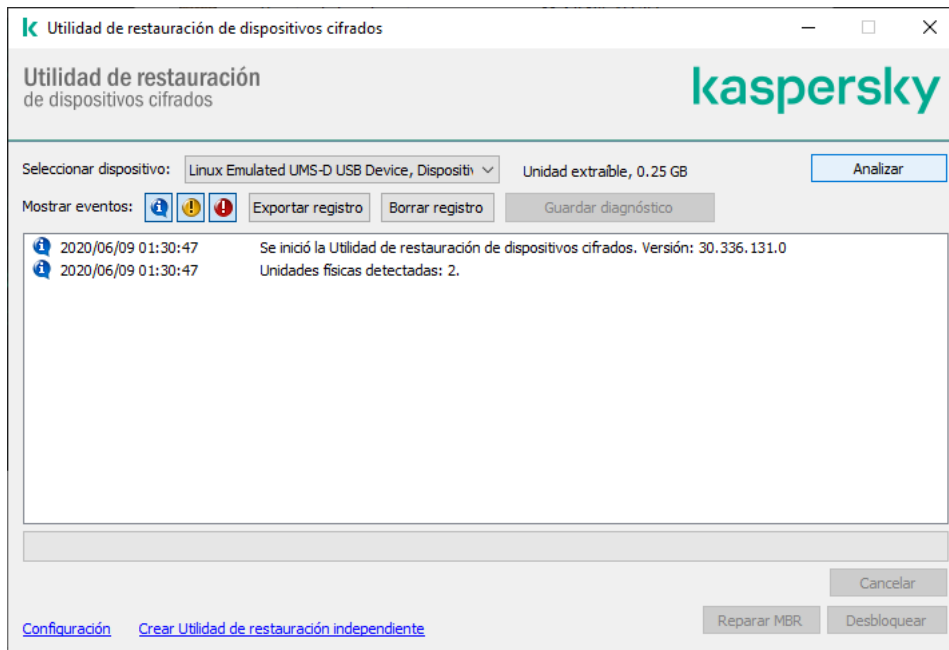 Utilidad de restauración de dispositivos cifrados
Utilidad de restauración
de dispositivos cifrados
kaspersky
Seleccionar dispositivo: Linux Emulated UMS-D USB Device, Dispositiv Unidad extraíble, 0.25 GB Analizar
Mostrar eventos: Exportar registro Borrar registro Guardar diagnóstico
2020/06/09 01:30:47 Se inició la Utilidad de restauración de dispositivos cifrados. Versión: 30.336.131.0
2020/06/09 01:30:47 Unidades físicas detectadas: 2.
Cancelar
Configuración Crear Utilidad de restauración independiente Reparar MBR Desbloquear